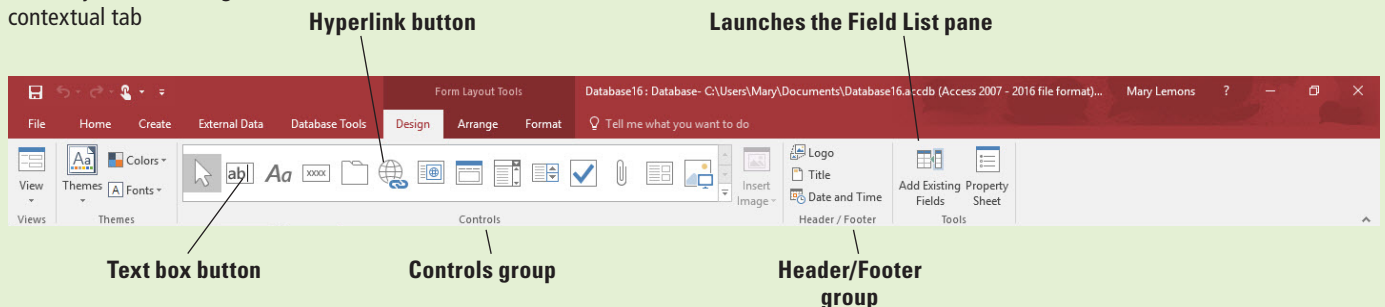 contextual tab
Hyperlink button
Launches the Field List pane
Form Layout Tools
Database16 : Database- C:\Users\Mary\Documents\Database16.accdb (Access 2007 - 2016 file format)...
Mary Lemons
?
File
Home
Create
External Data
Database Tools
Design
Arrange
Format
Tell me what you want to do
View
Themes
Aa
Colors
A Fonts
ab
Aa
xxxx
Insert
Image
Logo
Title
Date and Time
Add Existing
Fields
Property
Sheet
Views
Themes
Controls
Header / Footer
Tools
Text box button
Controls group
Header/Footer
group